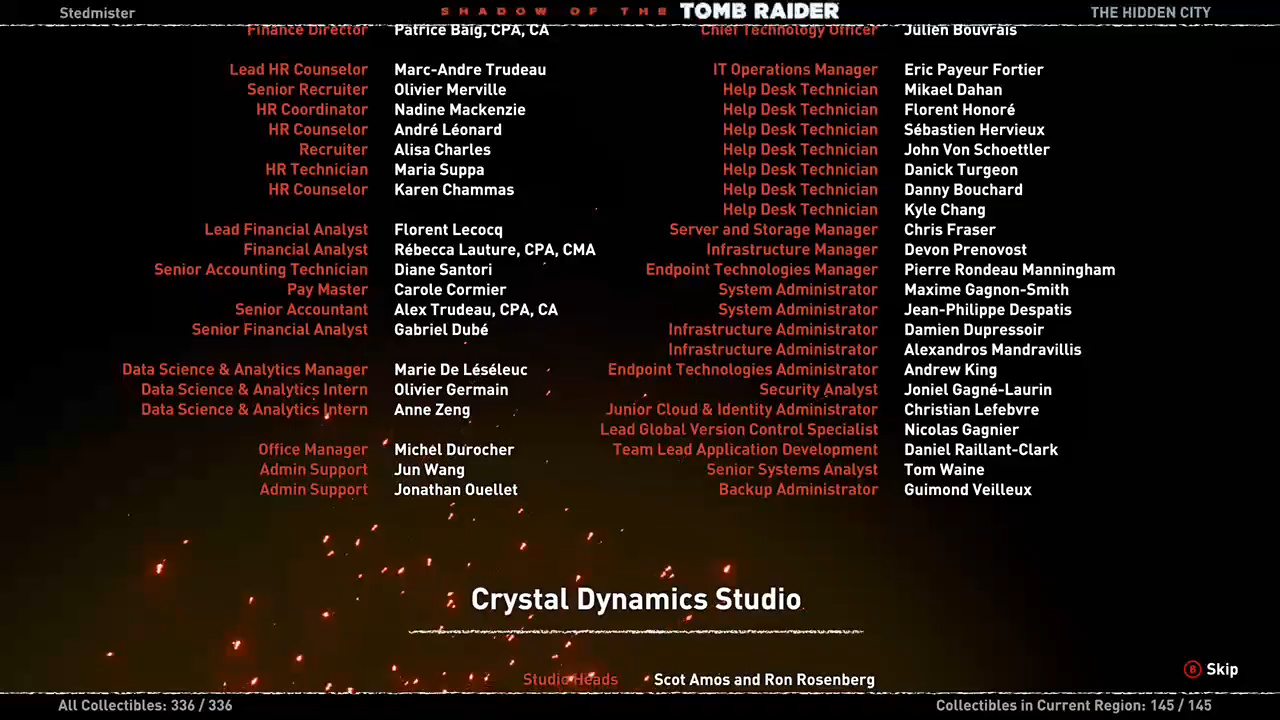 Stedmister
SHADOW OF THE TOMB RAIDER
THE HIDDEN CITY
Finance Director Patrice Baig, CPA, CA
Lead HR Counselor Marc-Andre Trudeau
Senior Recruiter Olivier Merville
HR Coordinator Nadine Mackenzie
HR Counselor André Léonard
Recruiter Alisa Charles
HR Technician Maria Suppa
HR Counselor Karen Chammas
Lead Financial Analyst Florent Lecocq
Financial Analyst Rébecca Lauture, CPA, CMA
Senior Accounting Technician Diane Santori
Pay Master Carole Cormier
Senior Accountant Alex Trudeau, CPA, CA
Senior Financial Analyst Gabriel Dubé
Data Science & Analytics Manager Marie De Léséleuc
Data Science & Analytics Intern Olivier Germain
Data Science & Analytics Intern Anne Zeng
Office Manager Michel Durocher
Admin Support Jun Wang
Admin Support Jonathan Ouellet
Chief Technology Officer Julien Bouvrais
IT Operations Manager Eric Payeur Fortier
Help Desk Technician Mikael Dahan
Help Desk Technician Florent Honoré
Help Desk Technician Sébastien Hervieux
Help Desk Technician John Von Schoettler
Help Desk Technician Danick Turgeon
Help Desk Technician Danny Bouchard
Help Desk Technician Kyle Chang
Server and Storage Manager Chris Fraser
Infrastructure Manager Devon Prenovost
Endpoint Technologies Manager Pierre Rondeau Manningham
System Administrator Maxime Gagnon-Smith
System Administrator Jean-Philippe Despatis
Infrastructure Administrator Damien Dupressoir
Infrastructure Administrator Alexandros Mandravillis
Endpoint Technologies Administrator Andrew King
Security Analyst Joniel Gagné-Laurin
Junior Cloud & Identity Administrator Christian Lefebvre
Lead Global Version Control Specialist Nicolas Gagnier
Team Lead Application Development Daniel Raillant-Clark
Senior Systems Analyst Tom Waine
Backup Administrator Guimond Veilleux
Crystal Dynamics Studio
Studio Heads Scot Amos and Ron Rosenberg
B Skip
All Collectibles: 336 / 336
Collectibles in Current Region: 145 / 145